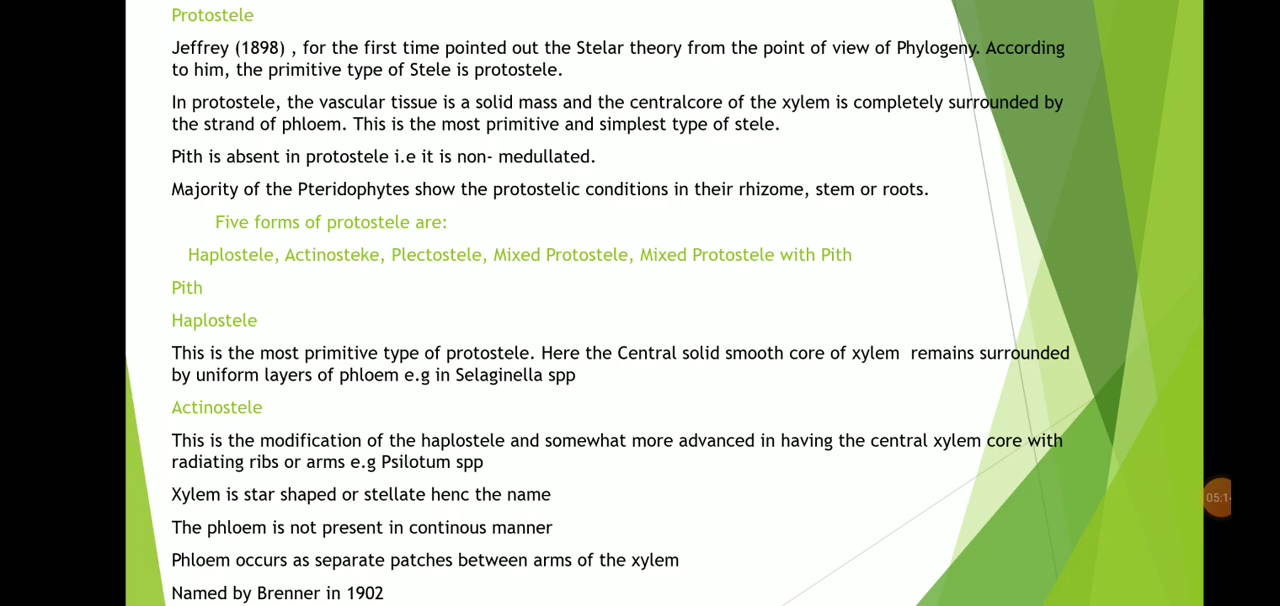 Protostele
Jeffrey (1898) , for the first time pointed out the Stelar theory from the point of view of Phylogeny. According
to him, the primitive type of Stele is protostele.
In protostele, the vascular tissue is a solid mass and the centralcore of the xylem is completely surrounded by
the strand of phloem. This is the most primitive and simplest type of stele.
Pith is absent in protostele i.e it is non- medullated.
Majority of the Pteridophytes show the protostelic conditions in their rhizome, stem or roots.
Five forms of protostele are:
Haplostele, Actinosteke, Plectostele, Mixed Protostele, Mixed Protostele with Pith
Pith
Haplostele
This is the most primitive type of protostele. Here the Central solid smooth core of xylem  remains surrounded
by uniform layers of phloem e.g in Selaginella spp
Actinostele
This is the modification of the haplostele and somewhat more advanced in having the central xylem core with
radiating ribs or arms e.g Psilotum spp
Xylem is star shaped or stellate henc the name
The phloem is not present in continous manner
Phloem occurs as separate patches between arms of the xylem
Named by Brenner in 1902